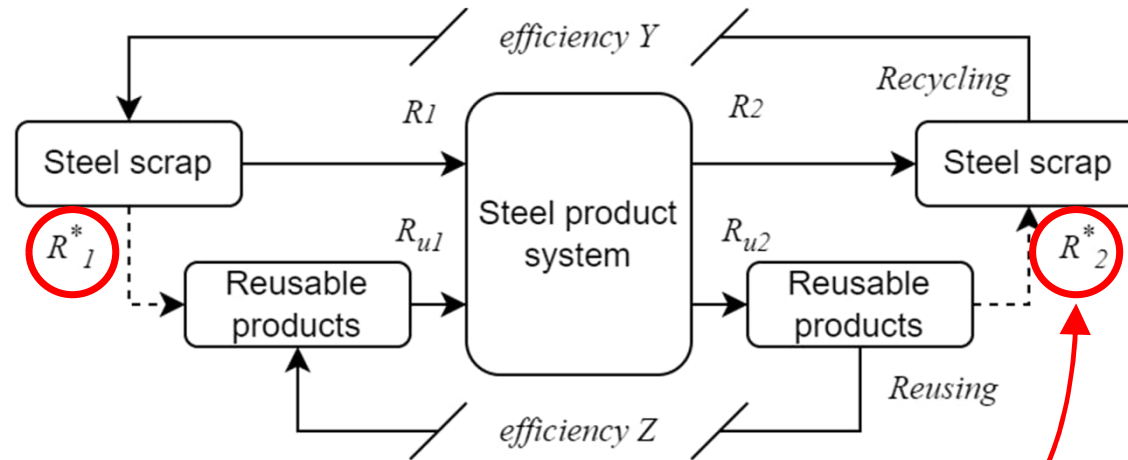 efficiency Y
Recycling
R1
R2
Steel scrap
Steel scrap
Steel product
system
R*1
Ru1
Ru2
R*2
Reusable
products
Reusable
products
Reusing
efficiency Z